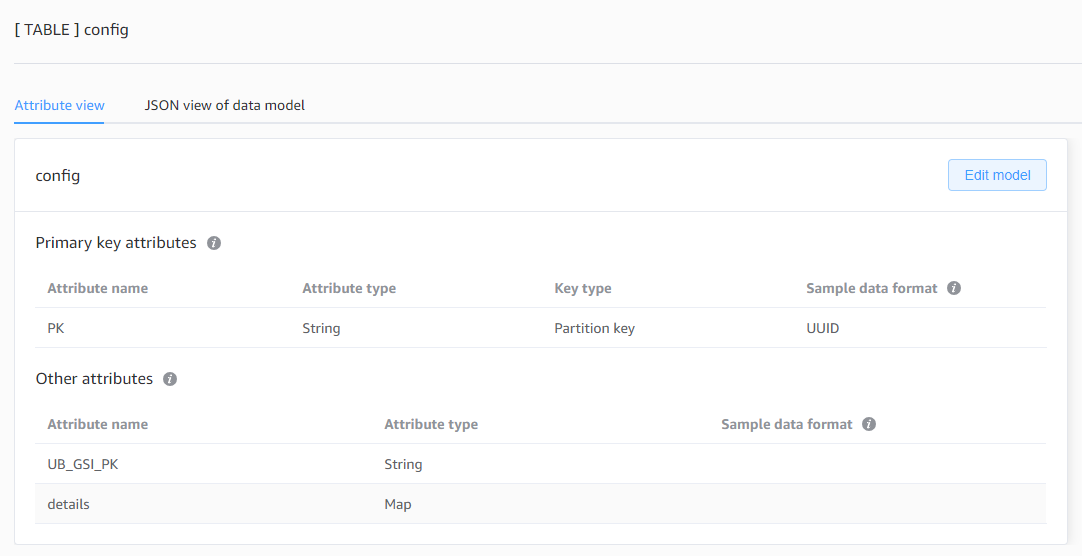 [ TABLE ] config
Attribute view JSON view of data model
config Edit model
Primary key attributes i
Attribute name Attribute type Key type Sample data format i
PK String Partition key UUID
Other attributes i
Attribute name Attribute type Sample data format i
UB_GSI_PK String
details Map